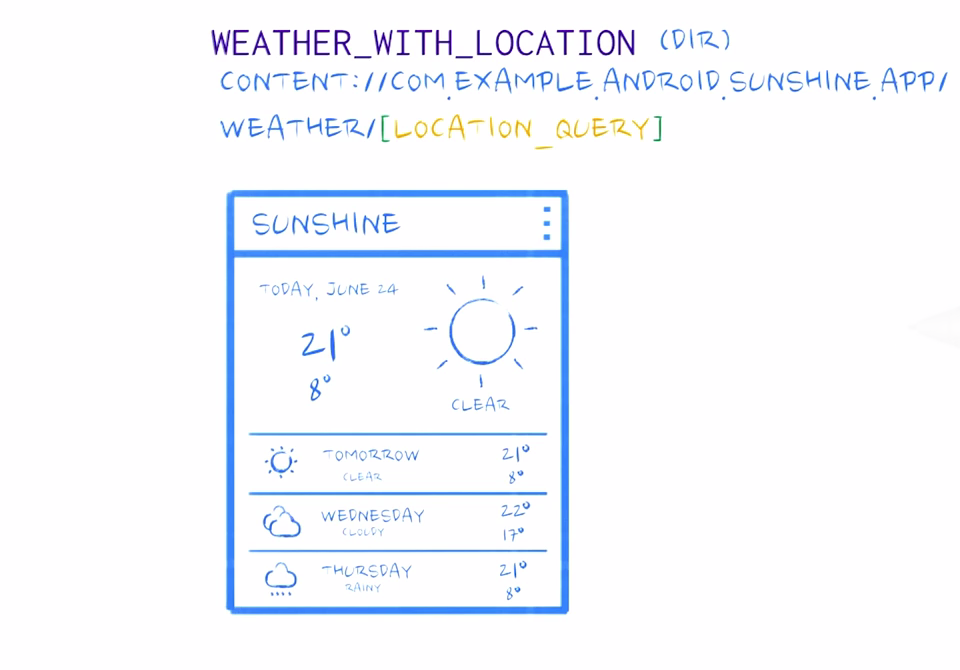 WEATHER_WITH_LOCATION (DIR)
CONTENT://COM.EXAMPLE.ANDROID.SUNSHINE.APP/
WEATHER/[LOCATION_QUERY]
SUNSHINE
TODAY, JUNE 24
21°
8°
CLEAR
TOMORROW 21°
CLEAR 8°
WEDNESDAY 22°
CLOUDY 17°
THURSDAY 21°
RAINY 8°